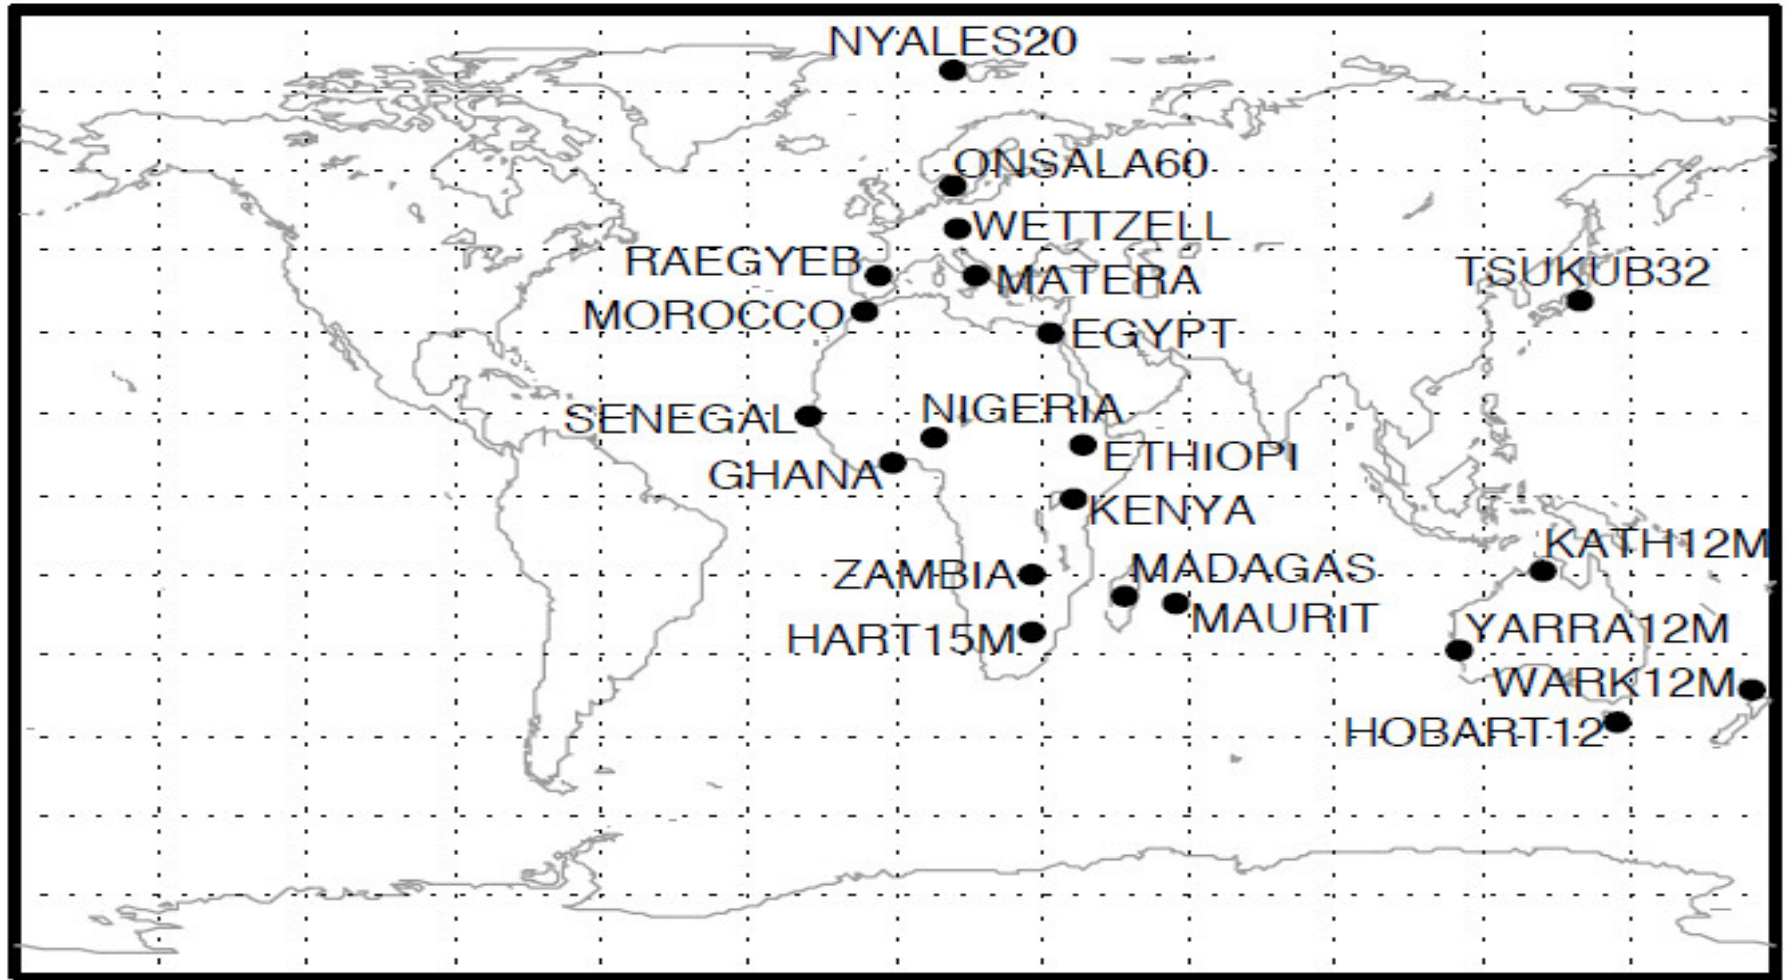 NYALES20
ONSALA60
WETTZELL
RAEGYEB
MATERA
TSUKUB32
MOROCCO
EGYPT
NIGERIA
SENEGAL
ETHIOPI
GHANA
KENYA
KATH12M
ZAMBIA
MADAGAS
MAURIT
YARRA12M
HART15M
WARK12M
HOBART12